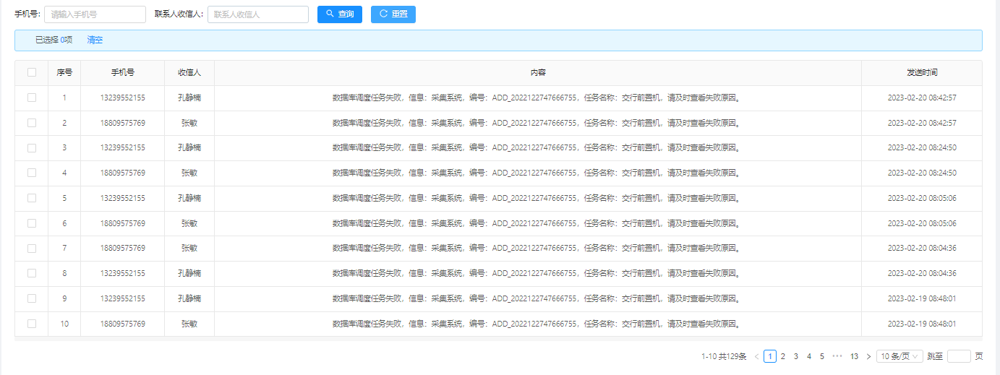 手机号: 请输入手机号 联系人收信人: 联系人收信人 查询 重置
已选择 0项 清空
序号 手机号 收信人 内容 发送时间
1 13239552155 孔静楠 数据库调度任务失败，信息：采集系统，编号：ADD_2022122747666755，任务名称：交行前置机，请及时查看失败原因。 2023-02-20 08:42:57
2 18809575769 张敏 数据库调度任务失败，信息：采集系统，编号：ADD_2022122747666755，任务名称：交行前置机，请及时查看失败原因。 2023-02-20 08:42:57
3 13239552155 孔静楠 数据库调度任务失败，信息：采集系统，编号：ADD_2022122747666755，任务名称：交行前置机，请及时查看失败原因。 2023-02-20 08:24:50
4 18809575769 张敏 数据库调度任务失败，信息：采集系统，编号：ADD_2022122747666755，任务名称：交行前置机，请及时查看失败原因。 2023-02-20 08:24:50
5 13239552155 孔静楠 数据库调度任务失败，信息：采集系统，编号：ADD_2022122747666755，任务名称：交行前置机，请及时查看失败原因。 2023-02-20 08:05:06
6 18809575769 张敏 数据库调度任务失败，信息：采集系统，编号：ADD_2022122747666755，任务名称：交行前置机，请及时查看失败原因。 2023-02-20 08:05:06
7 18809575769 张敏 数据库调度任务失败，信息：采集系统，编号：ADD_2022122747666755，任务名称：交行前置机，请及时查看失败原因。 2023-02-20 08:04:36
8 13239552155 孔静楠 数据库调度任务失败，信息：采集系统，编号：ADD_2022122747666755，任务名称：交行前置机，请及时查看失败原因。 2023-02-20 08:04:36
9 13239552155 孔静楠 数据库调度任务失败，信息：采集系统，编号：ADD_2022122747666755，任务名称：交行前置机，请及时查看失败原因。 2023-02-19 08:48:01
10 18809575769 张敏 数据库调度任务失败，信息：采集系统，编号：ADD_2022122747666755，任务名称：交行前置机，请及时查看失败原因。 2023-02-19 08:48:01
1-10 共129条 < 1 2 3 4 5 ••• 13 > 10 条/页 跳至 页